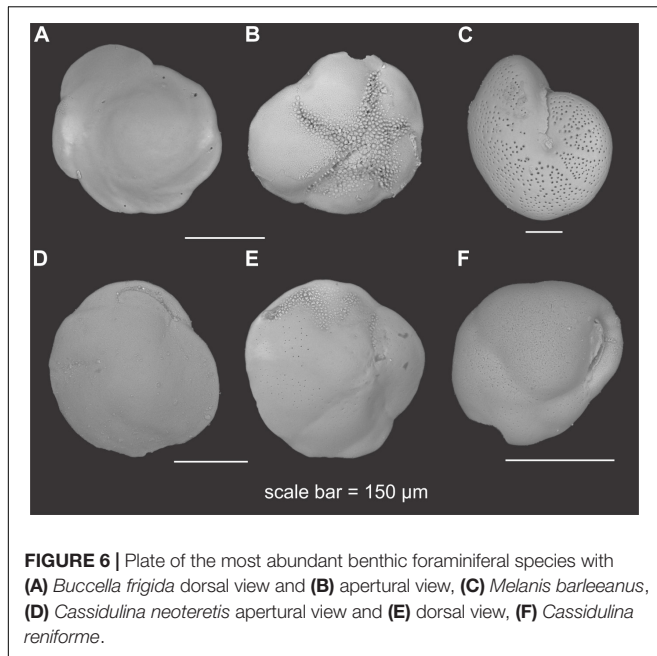 A B C
D E F
scale bar = 150 µm
FIGURE 6 | Plate of the most abundant benthic foraminiferal species with
(A) Buccella frigida dorsal view and (B) apertural view, (C) Melanis barleeanus,
(D) Cassidulina neoteretis apertural view and (E) dorsal view, (F) Cassidulina
reniforme.